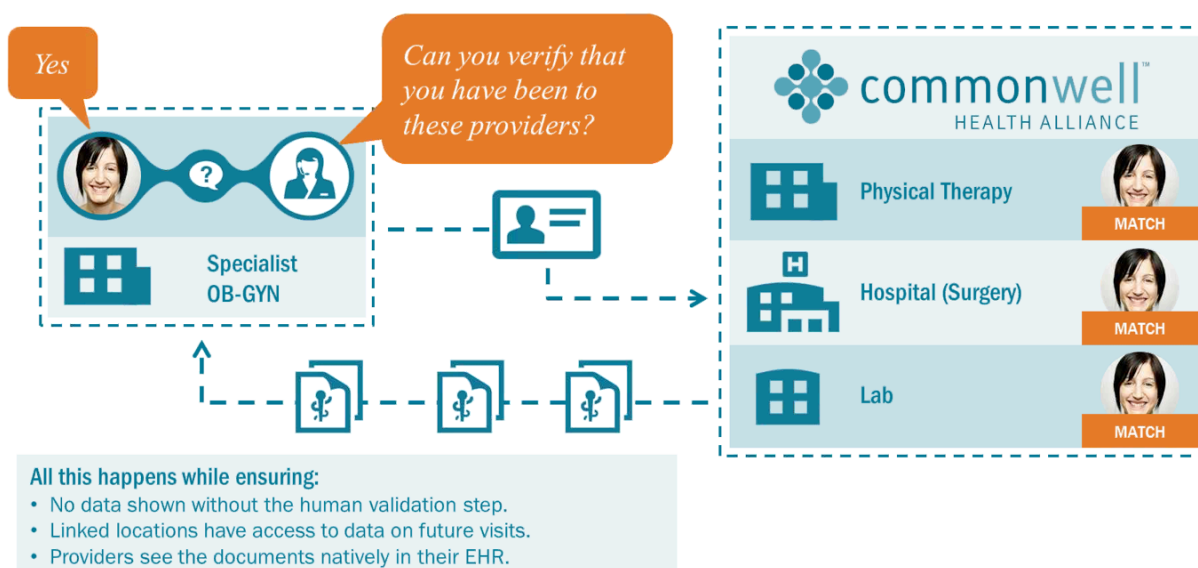 Yes
Can you verify that
you have been to
these providers?
?
Specialist
OB-GYN
commonwell™
HEALTH ALLIANCE
Physical Therapy
MATCH
H
Hospital (Surgery)
MATCH
Lab
MATCH
All this happens while ensuring:
• No data shown without the human validation step.
• Linked locations have access to data on future visits.
• Providers see the documents natively in their EHR.